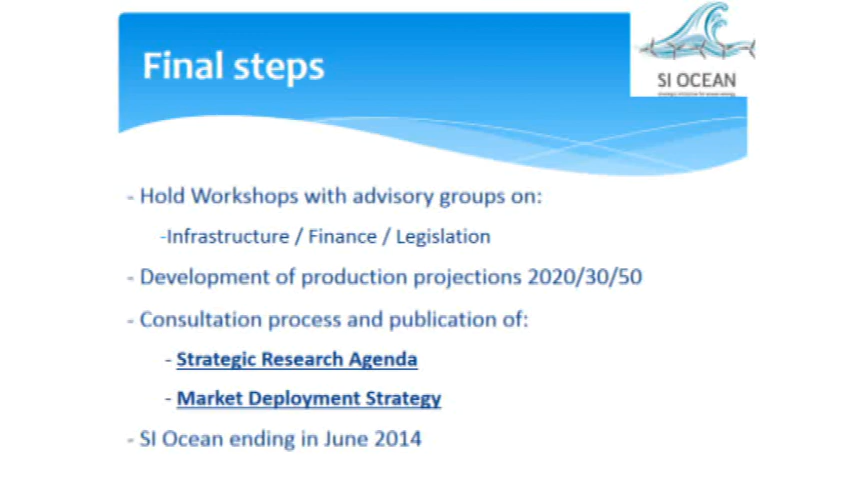 Final steps
SI OCEAN
- Hold Workshops with advisory groups on:
-Infrastructure / Finance / Legislation
- Development of production projections 2020/30/50
- Consultation process and publication of:
- Strategic Research Agenda
- Market Deployment Strategy
- SI Ocean ending in June 2014